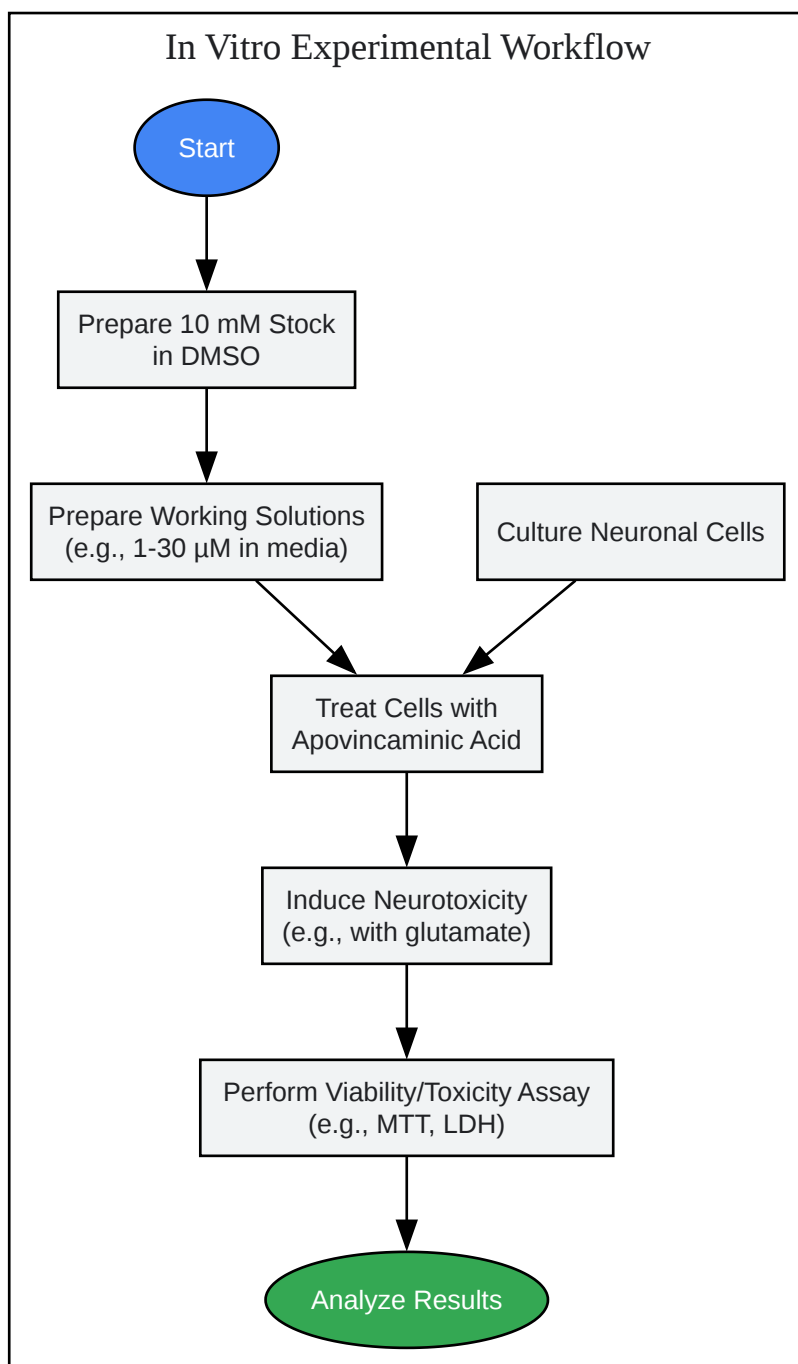 In Vitro Experimental Workflow
Start
Prepare 10 mM Stock
in DMSO
Prepare Working Solutions
(e.g., 1-30 µM in media)
Culture Neuronal Cells
Treat Cells with
Apovincaminic Acid
Induce Neurotoxicity
(e.g., with glutamate)
Perform Viability/Toxicity Assay
(e.g., MTT, LDH)
Analyze Results